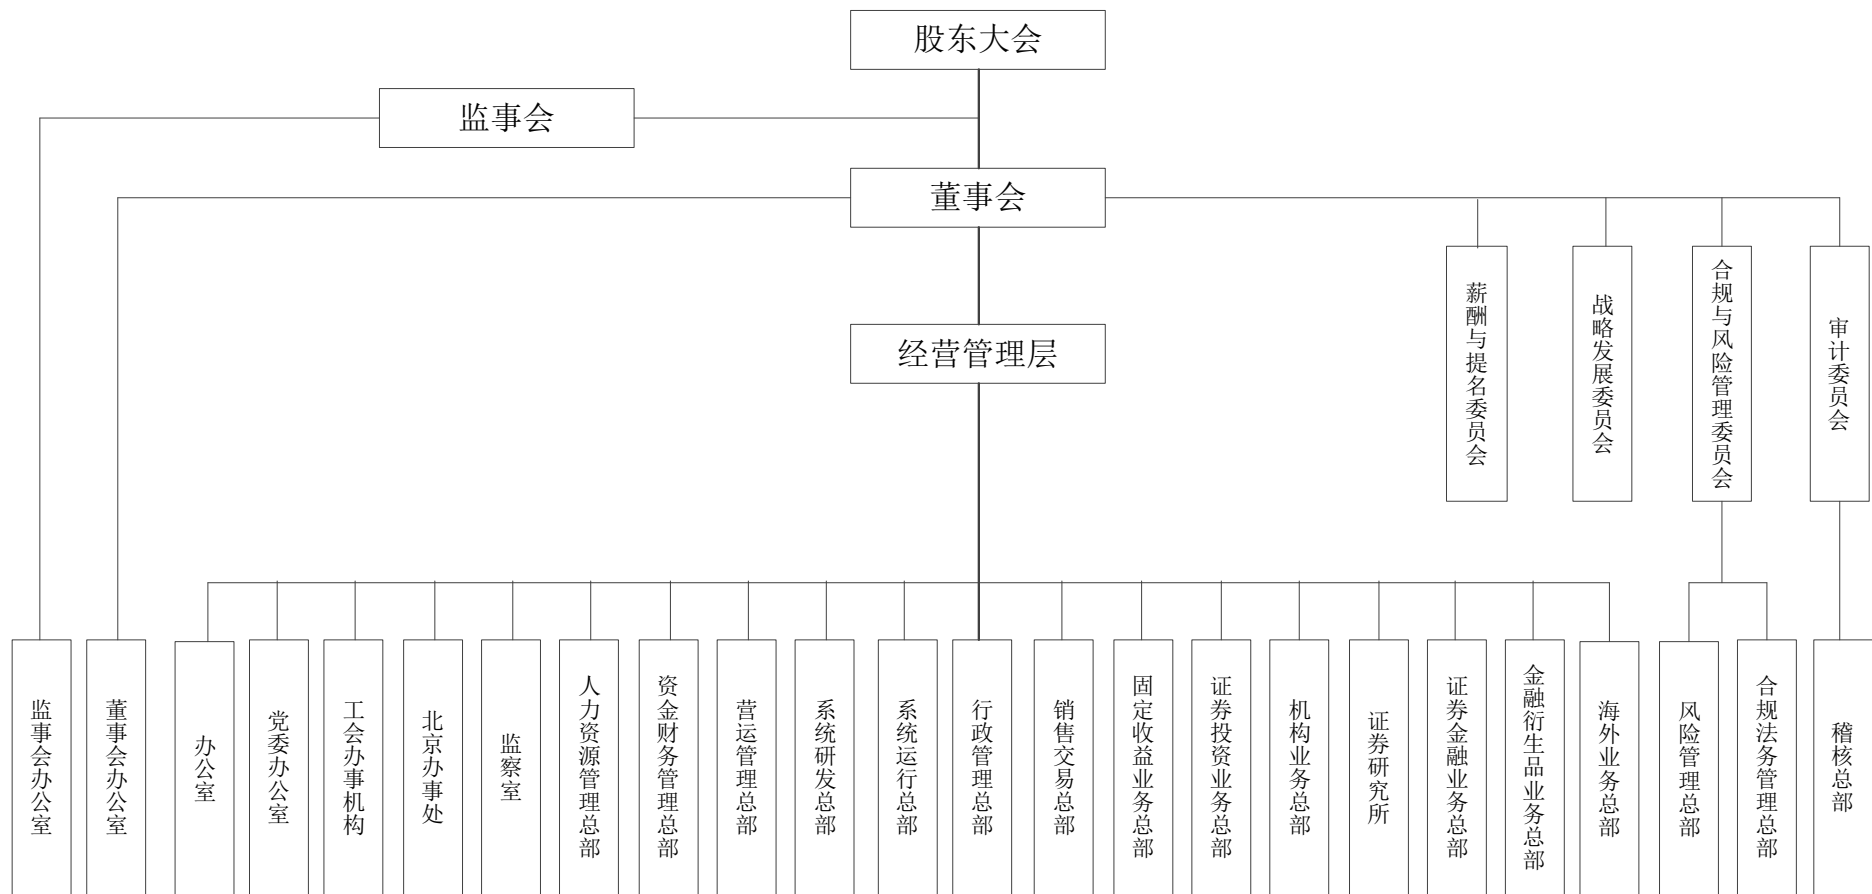 股东大会
监事会
董事会
经营管理层
薪酬与提名委员会
战略发展委员会
合规与风险管理委员会
审计委员会
监事会办公室
董事会办公室
办公室
党委办公室
工会办事机构
北京办事处
监察室
人力资源管理总部
资金财务管理总部
营运管理总部
系统研发总部
系统运行总部
行政管理总部
销售交易总部
固定收益业务总部
证券投资业务总部
机构业务总部
证券研究所
证券金融业务总部
金融衍生品业务总部
海外业务总部
风险管理总部
合规法务管理总部
稽核总部